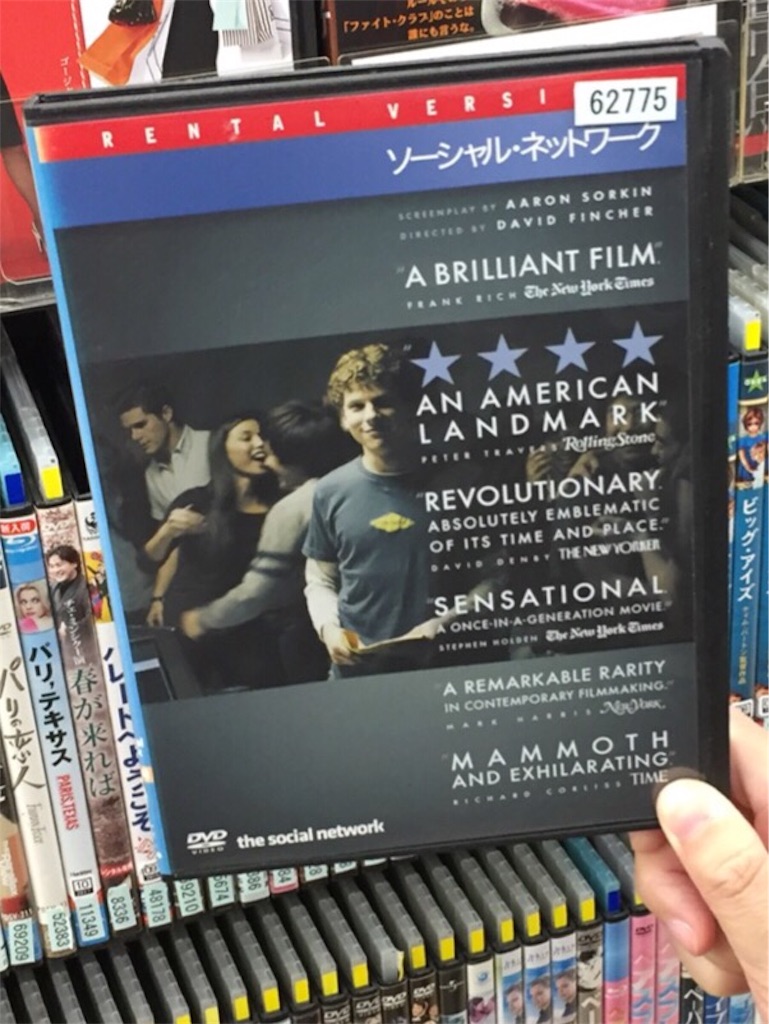 「ファイト・クラブ」のことは
誰にも言うな。
RENTAL VERSI
62775
ソーシャル・ネットワーク
SCREENPLAY BY AARON SORKIN
DIRECTED BY DAVID FINCHER
"A BRILLIANT FILM."
FRANK RICH The New York Times
"★★★★
AN AMERICAN
LANDMARK"
PETER TRAVERS Rolling Stone
"REVOLUTIONARY.
ABSOLUTELY EMBLEMATIC
OF ITS TIME AND PLACE."
DAVID DENBY THE NEW YORKER
"SENSATIONAL.
A ONCE-IN-A-GENERATION MOVIE."
STEPHEN HOLDEN The New York Times
"A REMARKABLE RARITY
IN CONTEMPORARY FILMMAKING."
MARK HARRIS New York
"MAMMOTH
AND EXHILARATING"
RICHARD CORLISS TIME
DVD
VIDEO
the social network
新入荷
パリの恋人
パリ,テキサス
PARIS,TEXAS
春が来れば
ルートへようこそ
ビッグ・アイズ
69209
52383
11349
8336
48178